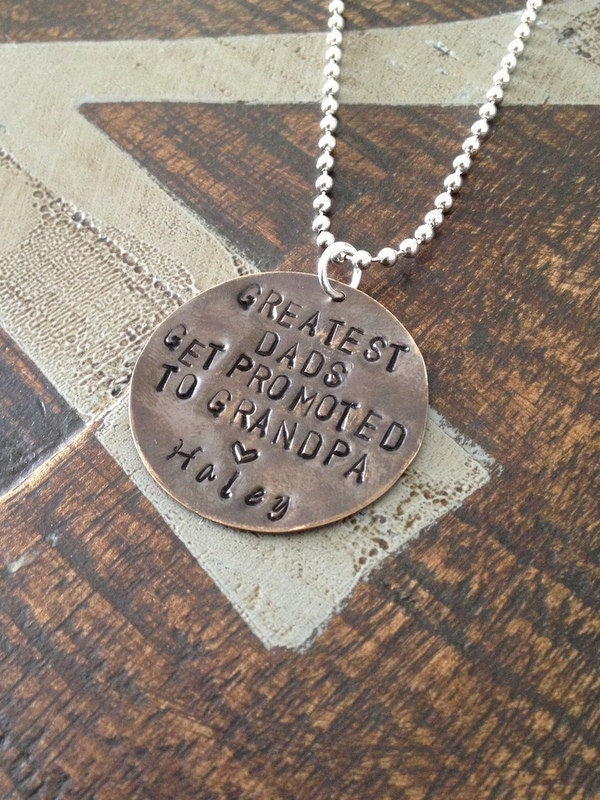 GREATEST
DADS
GET PROMOTED
TO GRANDPA
Haley